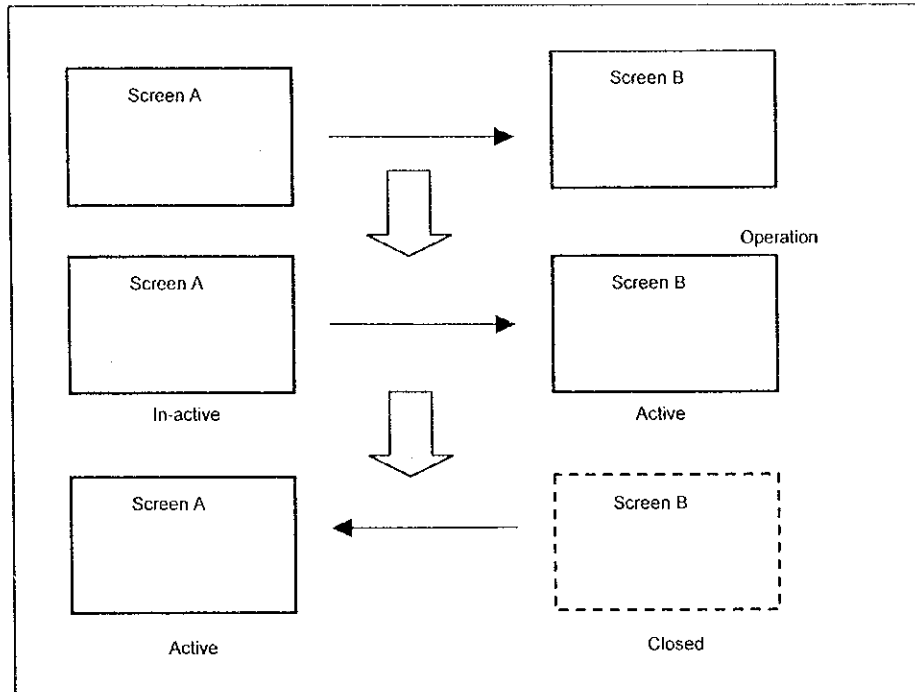 Screen A
Screen B
Operation
Screen A
Screen B
In-active
Active
Screen A
Screen B
Active
Closed